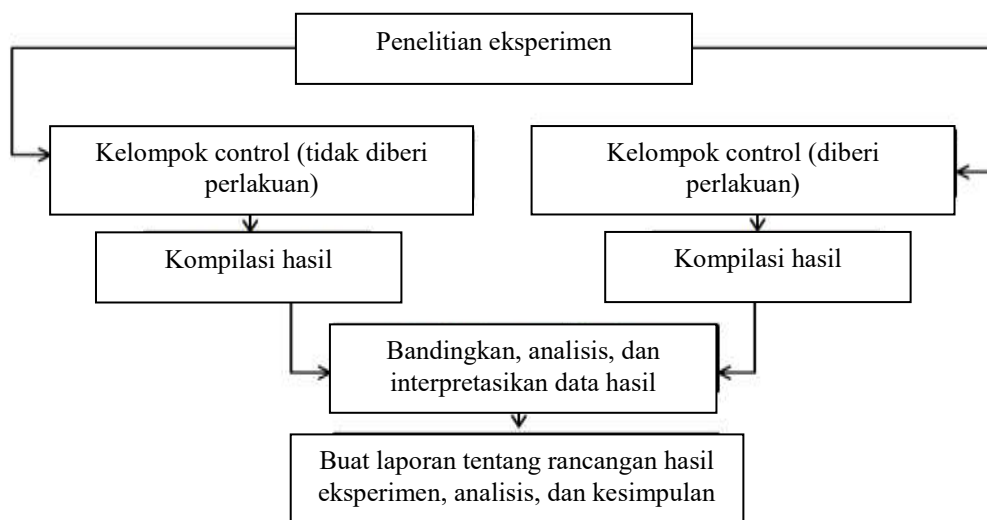 Penelitian eksperimen
Kelompok control (tidak diberi
perlakuan)
Kelompok control (diberi
perlakuan)
Kompilasi hasil
Kompilasi hasil
Bandingkan, analisis, dan
interpretasikan data hasil
Buat laporan tentang rancangan hasil
eksperimen, analisis, dan kesimpulan